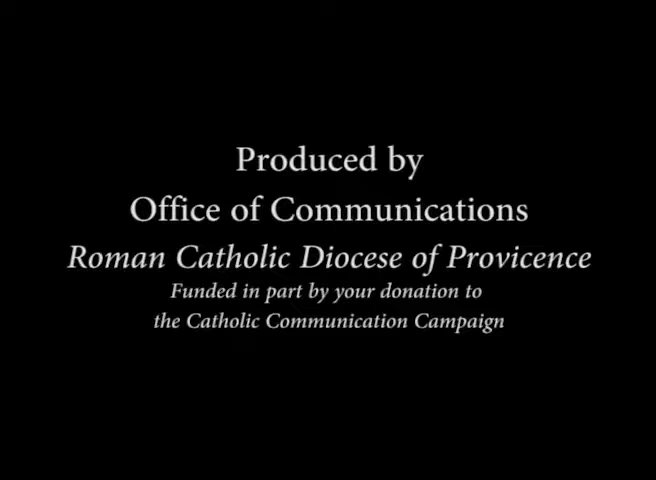 Produced by
Office of Communications
Roman Catholic Diocese of Provicence
Funded in part by your donation to
the Catholic Communication Campaign